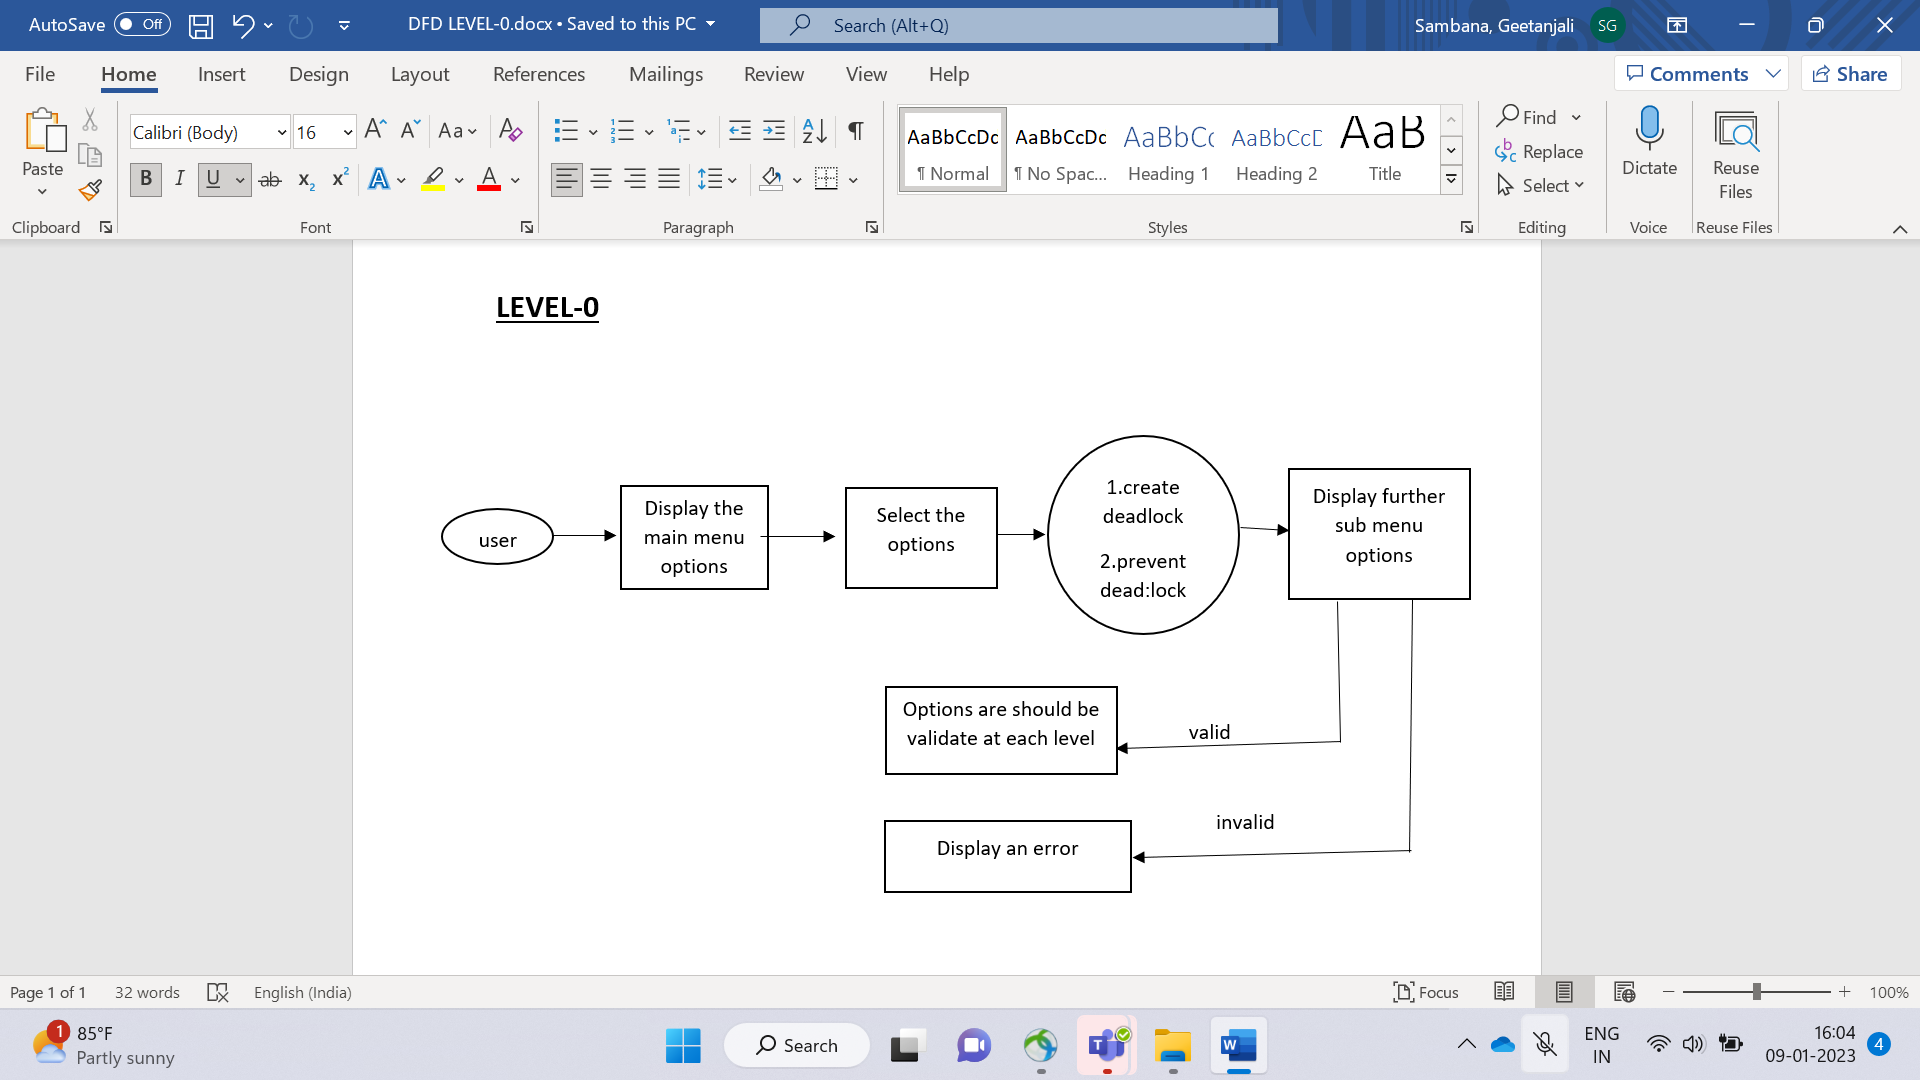 AutoSave Off DFD LEVEL-0.docx • Saved to this PC Search (Alt+Q) Sambana, Geetanjali SG
File Home Insert Design Layout References Mailings Review View Help Comments Share
Calibri (Body) 16 Aa AaBbCcDc AaBbCcDc AaBbC AaBbCcD AaB Find
Paste ¶ Normal ¶ No Spac... Heading 1 Heading 2 Title Replace
Select
Dictate Reuse
Files
Clipboard Font Paragraph Styles Editing Voice Reuse Files
LEVEL-0
user
Display the
main menu
options
Select the
options
1.create
deadlock
2.prevent
dead:lock
Display further
sub menu
options
Options are should be
validate at each level
valid
invalid
Display an error
Page 1 of 1 32 words English (India) Focus 100%
1 85°F
Partly sunny
Search
ENG
IN
16:04
09-01-2023
4